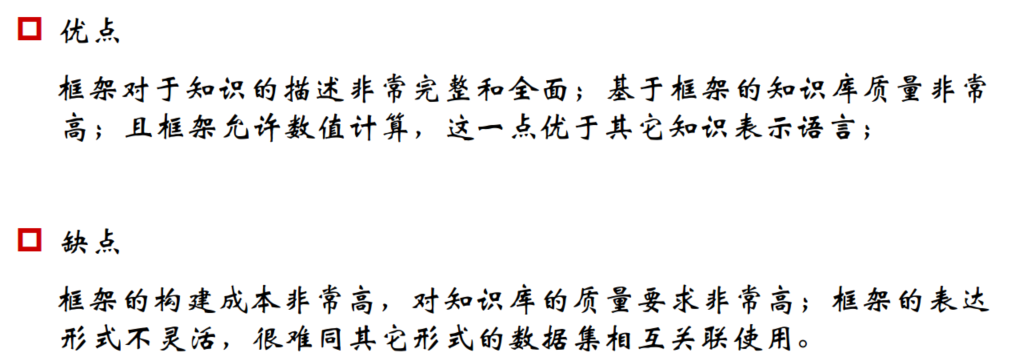 优点
框架对于知识的描述非常完整和全面；基于框架的知识库质量非常
高；且框架允许数值计算，这一点优于其它知识表示语言；
缺点
框架的构建成本非常高，对知识库的质量要求非常高；框架的表达
形式不灵活，很难同其它形式的数据集相互关联使用。